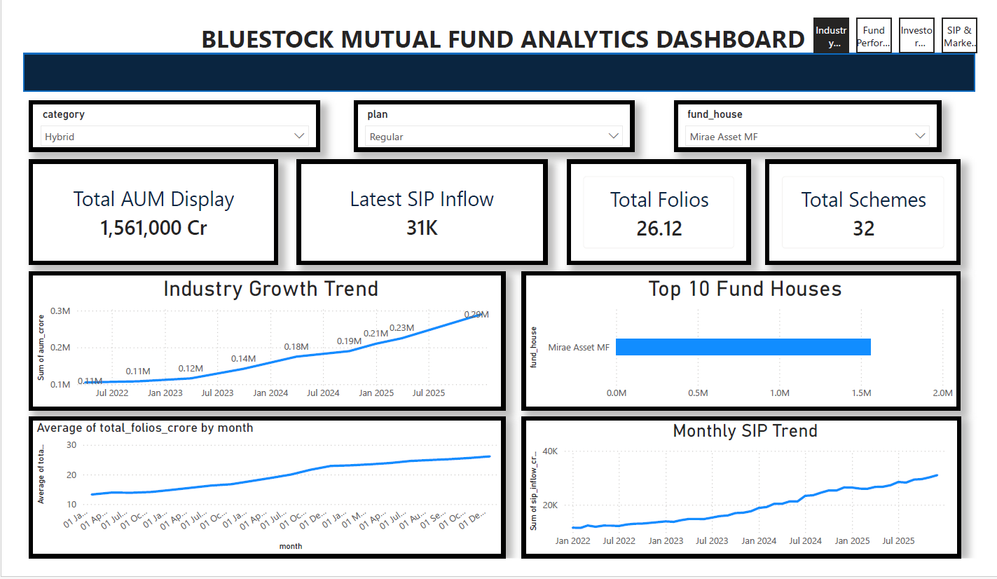 BLUESTOCK MUTUAL FUND ANALYTICS DASHBOARD
Industr
y...
Fund
Perfor...
Investo
r...
SIP &
Marke...
category
Hybrid
plan
Regular
fund_house
Mirae Asset MF
Total AUM Display
1,561,000 Cr
Latest SIP Inflow
31K
Total Folios
26.12
Total Schemes
32
Industry Growth Trend
Sum of aum_crore
0.3M
0.2M
0.1M
0.11M
0.11M
0.12M
0.14M
0.18M
0.19M
0.21M
0.23M
0.29M
Jul 2022
Jan 2023
Jul 2023
Jan 2024
Jul 2024
Jan 2025
Jul 2025
Top 10 Fund Houses
fund_house
Mirae Asset MF
0.0M
0.5M
1.0M
1.5M
2.0M
Average of total_folios_crore by month
Average of tota...
30
20
10
01 Ja...
01 Ap...
01 Jul...
01 Oc...
01 Ja...
01 Ap...
01 Jul...
01 Oc...
01 Ja...
01 Ap...
01 Jul...
01 Oc...
01 De...
01 Ja...
01 M...
01 Ap...
01 Jul...
01 Au...
01 Se...
01 Oc...
01 De...
month
Monthly SIP Trend
Sum of sip_inflow_cr...
40K
20K
Jan 2022
Jul 2022
Jan 2023
Jul 2023
Jan 2024
Jul 2024
Jan 2025
Jul 2025